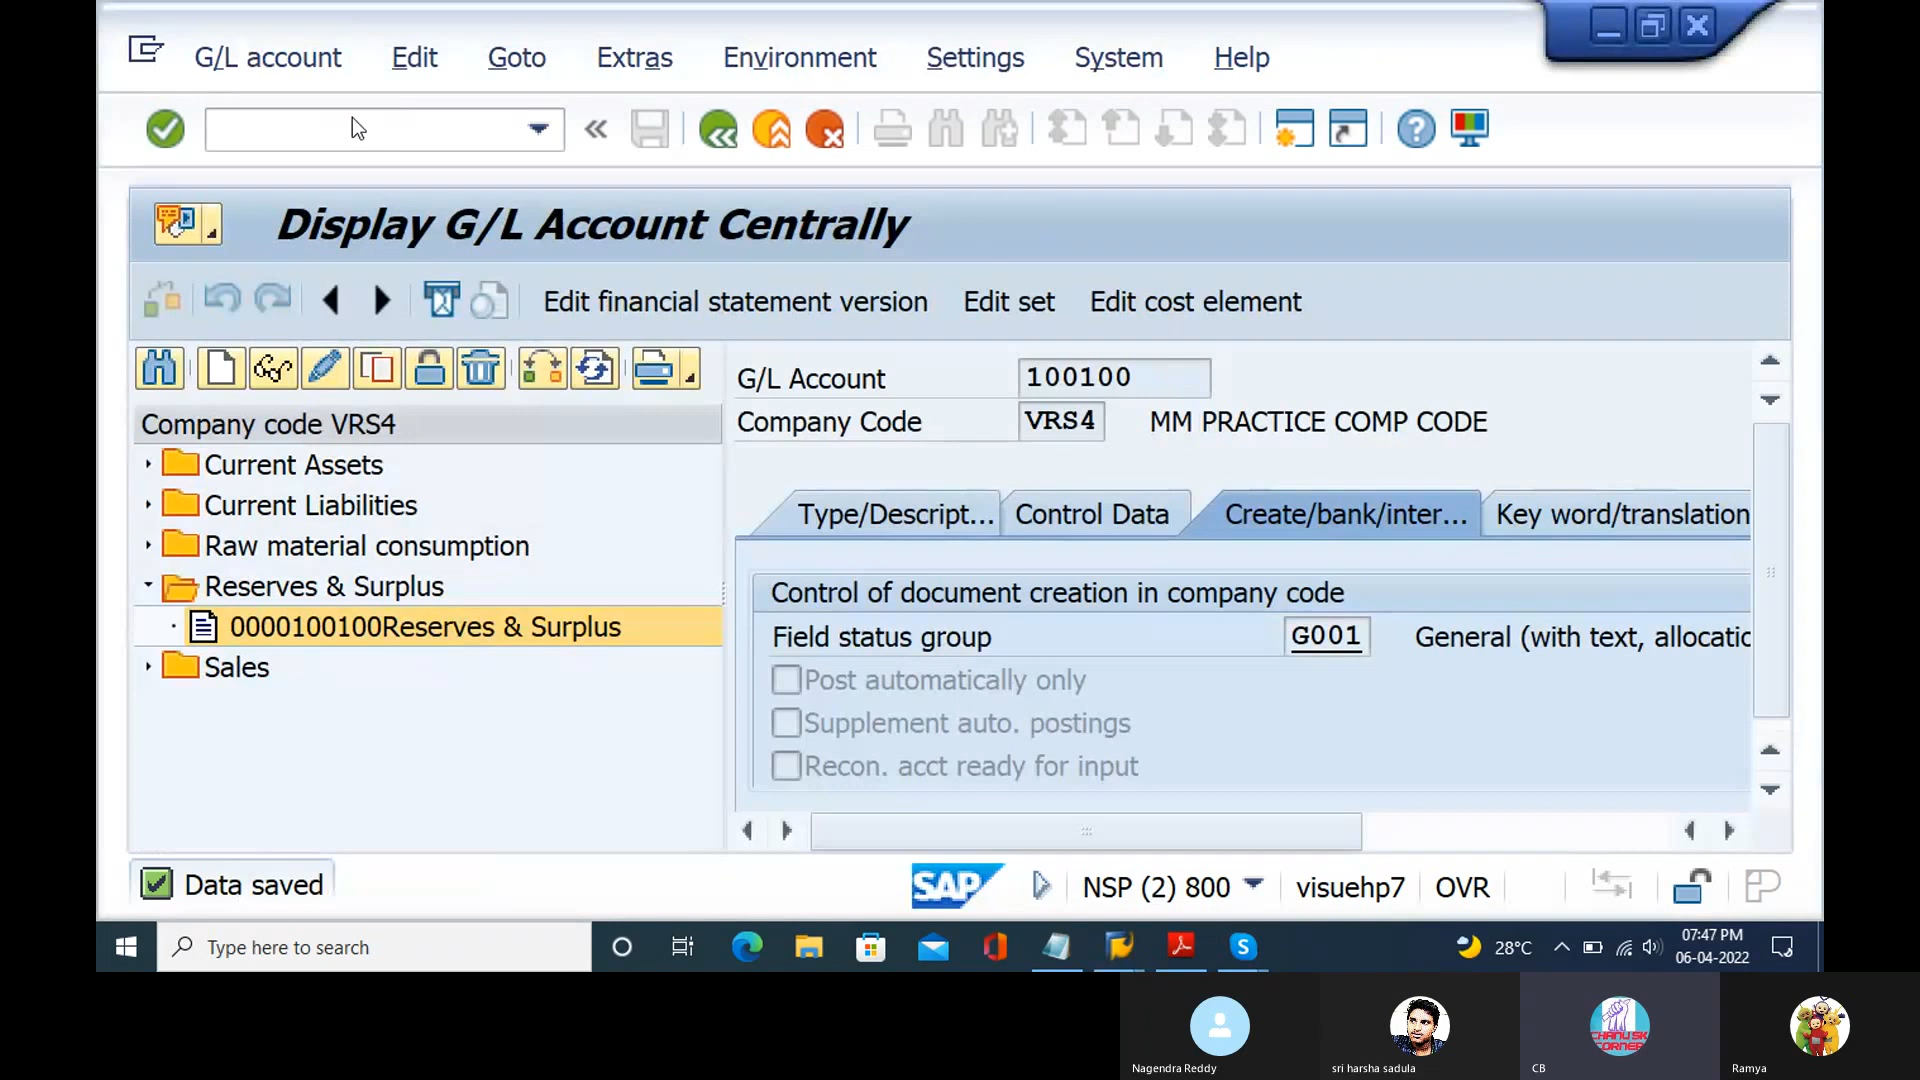 G/L account Edit Goto Extras Environment Settings System Help
Display G/L Account Centrally
Edit financial statement version Edit set Edit cost element
G/L Account 100100
Company Code VRS4 MM PRACTICE COMP CODE
Company code VRS4
Current Assets
Current Liabilities
Raw material consumption
Reserves & Surplus
0000100100Reserves & Surplus
Sales
Type/Descript... Control Data Create/bank/inter... Key word/translation
Control of document creation in company code
Field status group G001 General (with text, allocatio
Post automatically only
Supplement auto. postings
Recon. acct ready for input
Data saved
SAP NSP (2) 800 visuehp7 OVR
Type here to search
28°C
07:47 PM
06-04-2022
CHANUSK
CORNER
Nagendra Reddy sri harsha sadula CB Ramya